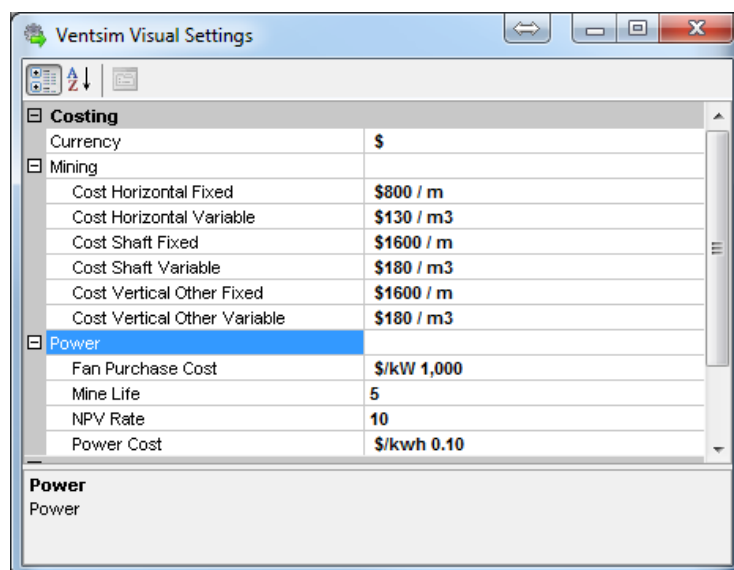 Ventsim Visual Settings
Costing
Currency $
Mining
Cost Horizontal Fixed $800 / m
Cost Horizontal Variable $130 / m3
Cost Shaft Fixed $1600 / m
Cost Shaft Variable $180 / m3
Cost Vertical Other Fixed $1600 / m
Cost Vertical Other Variable $180 / m3
Power
Fan Purchase Cost $/kW 1,000
Mine Life 5
NPV Rate 10
Power Cost $/kwh 0.10
Power
Power